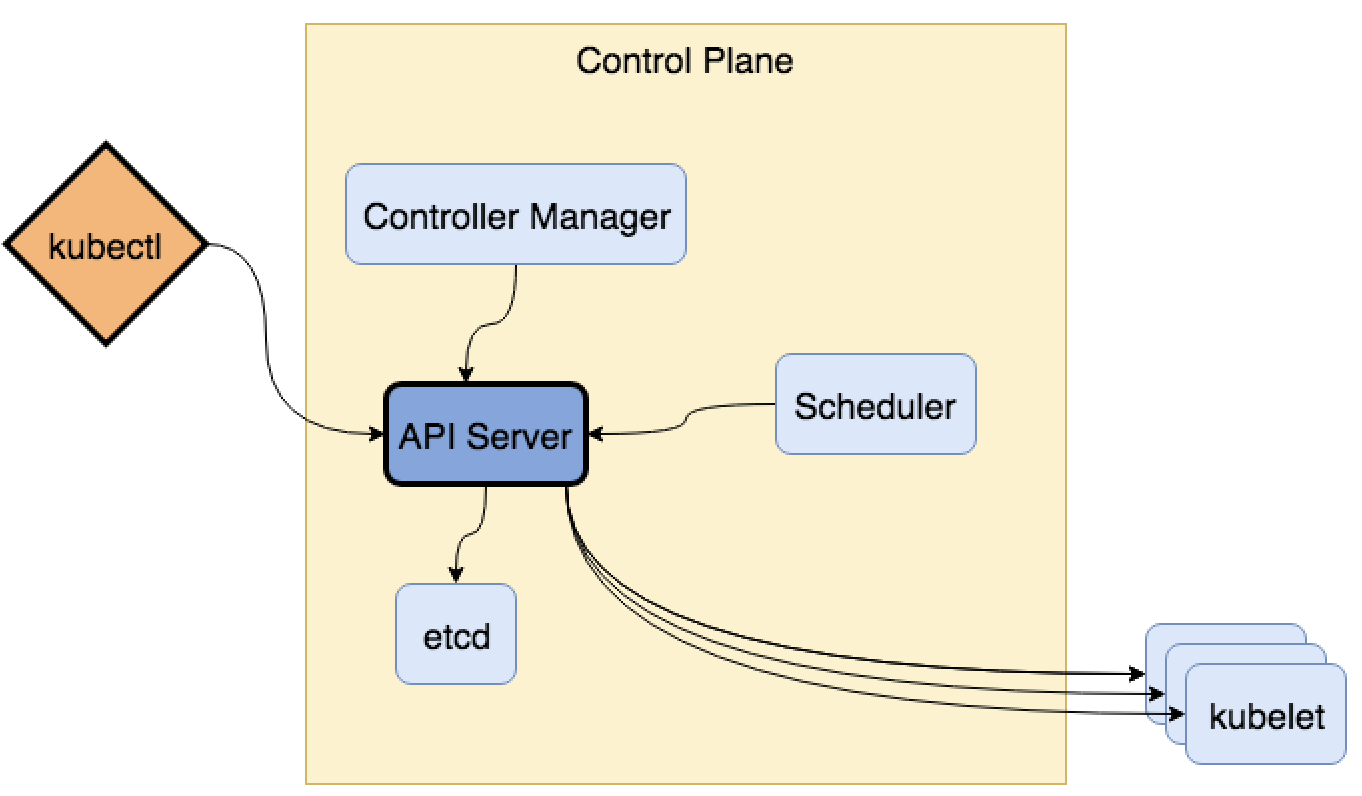 Control Plane
kubectl
Controller Manager
API Server
Scheduler
etcd
kubelet